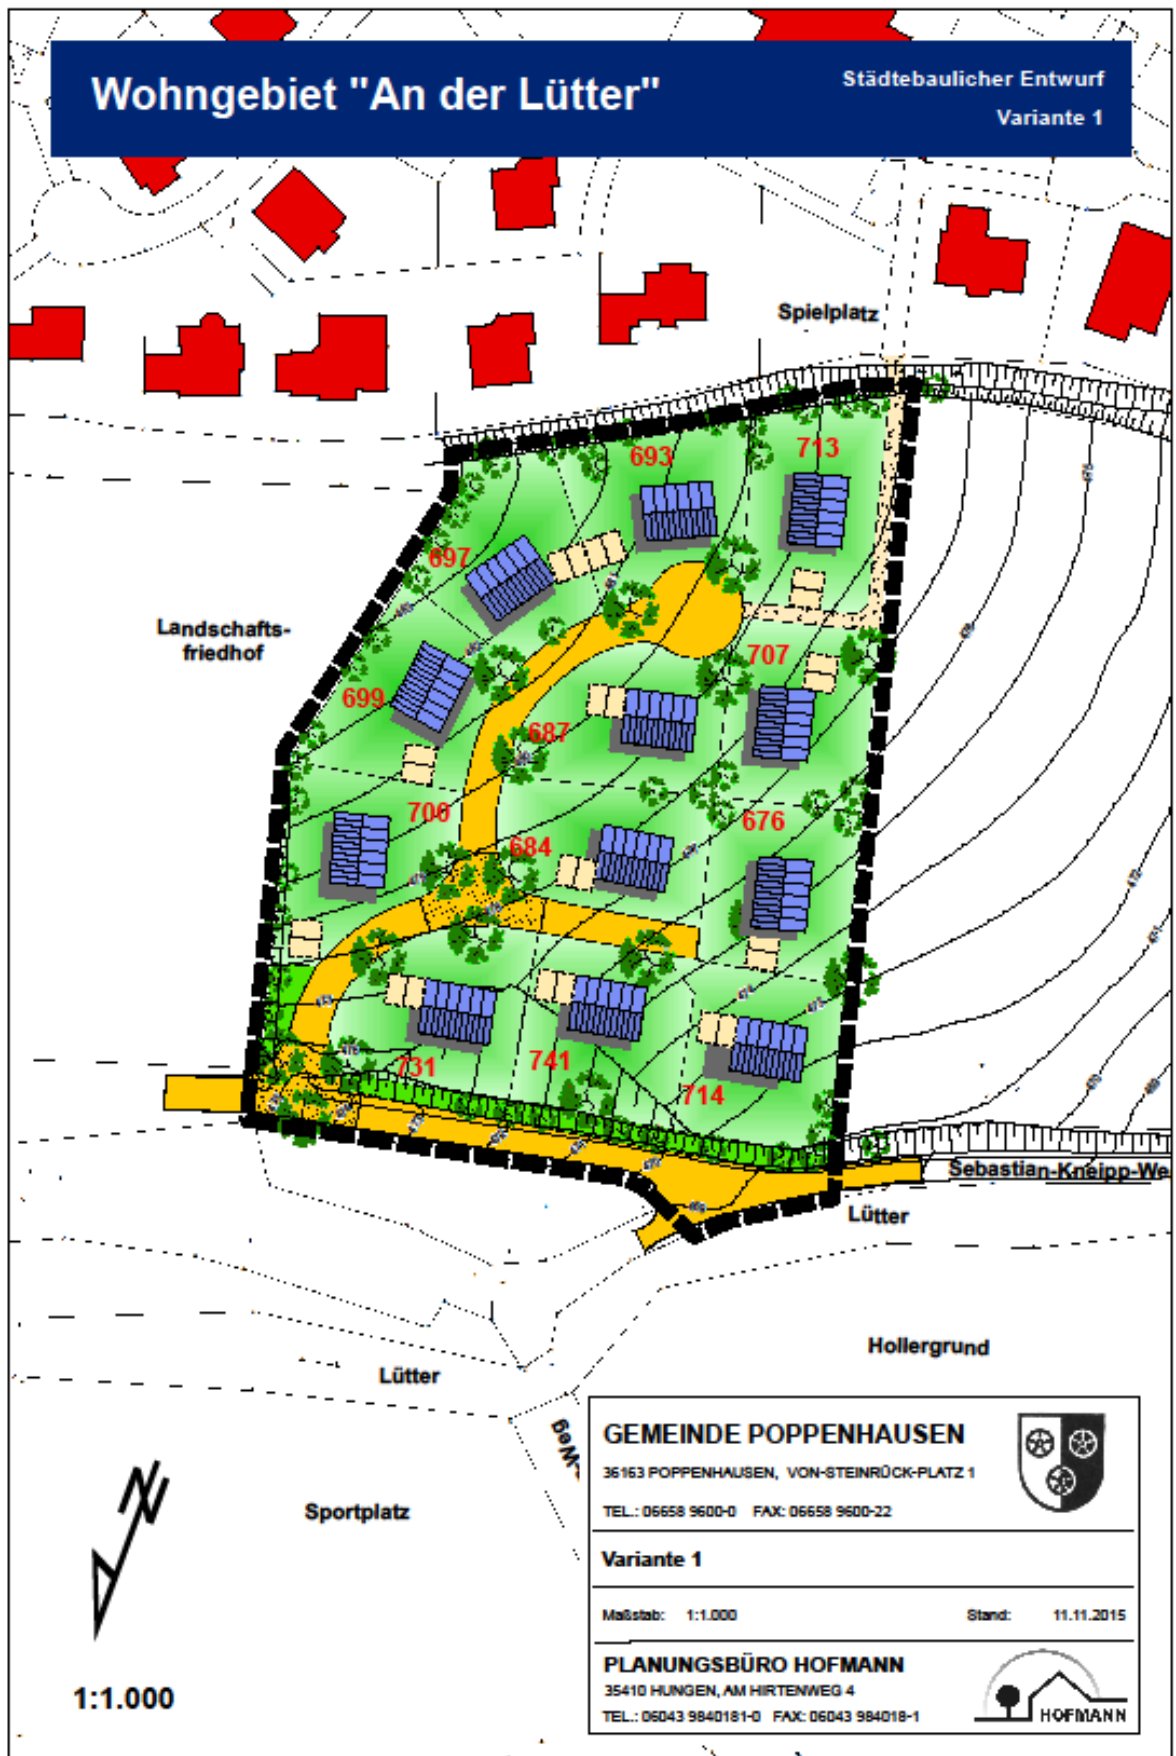 Wohngebiet "An der Lütter"
Städtebaulicher Entwurf
Variante 1
Spielplatz
693
713
697
Landschafts-
friedhof
707
699
687
700
676
684
731
741
714
Sebastian-Kneipp-We
Lütter
Hollergrund
Lütter
Weg
Sportplatz
1:1.000
GEMEINDE POPPENHAUSEN
36163 POPPENHAUSEN, VON-STEINRÜCK-PLATZ 1
TEL.: 06658 9600-0 FAX: 06658 9600-22
Variante 1
Maßstab: 1:1.000 Stand: 11.11.2015
PLANUNGSBÜRO HOFMANN
35410 HUNGEN, AM HIRTENWEG 4
TEL.: 06043 9840181-0 FAX: 06043 984018-1
HOFMANN